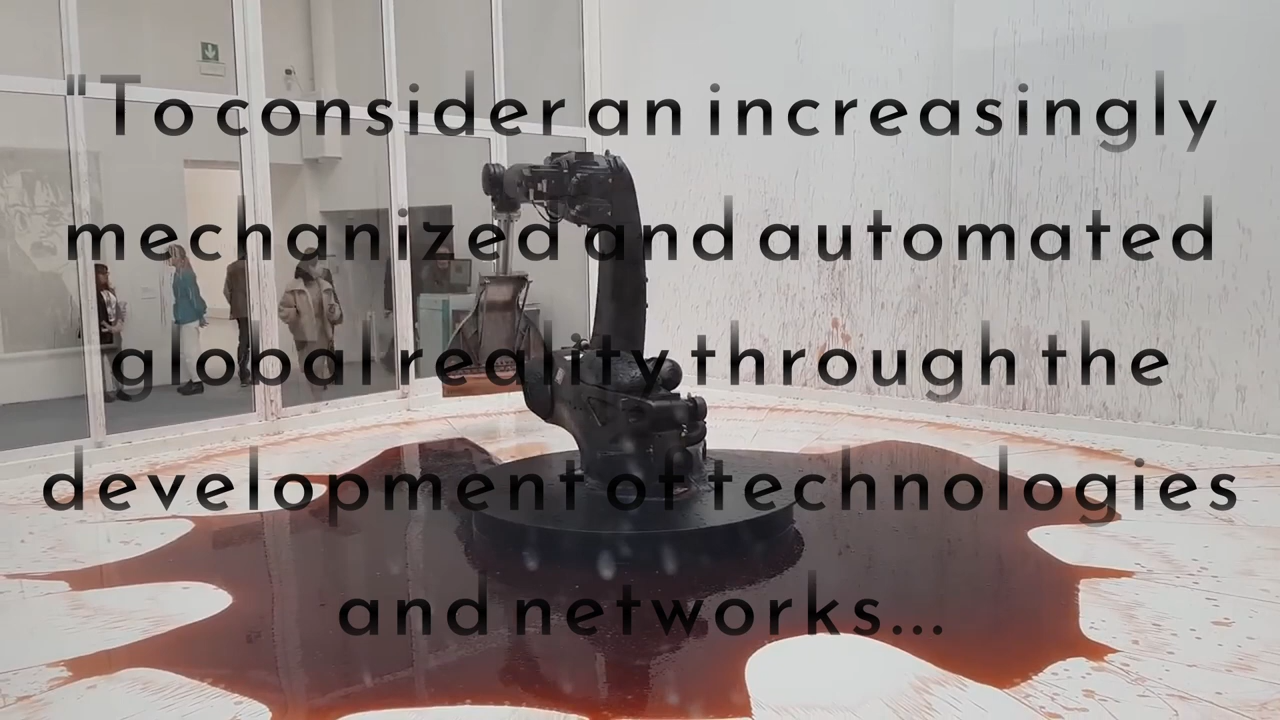 "To consider an increasingly
mechanized and automated
global reality through the
development of technologies
and networks...